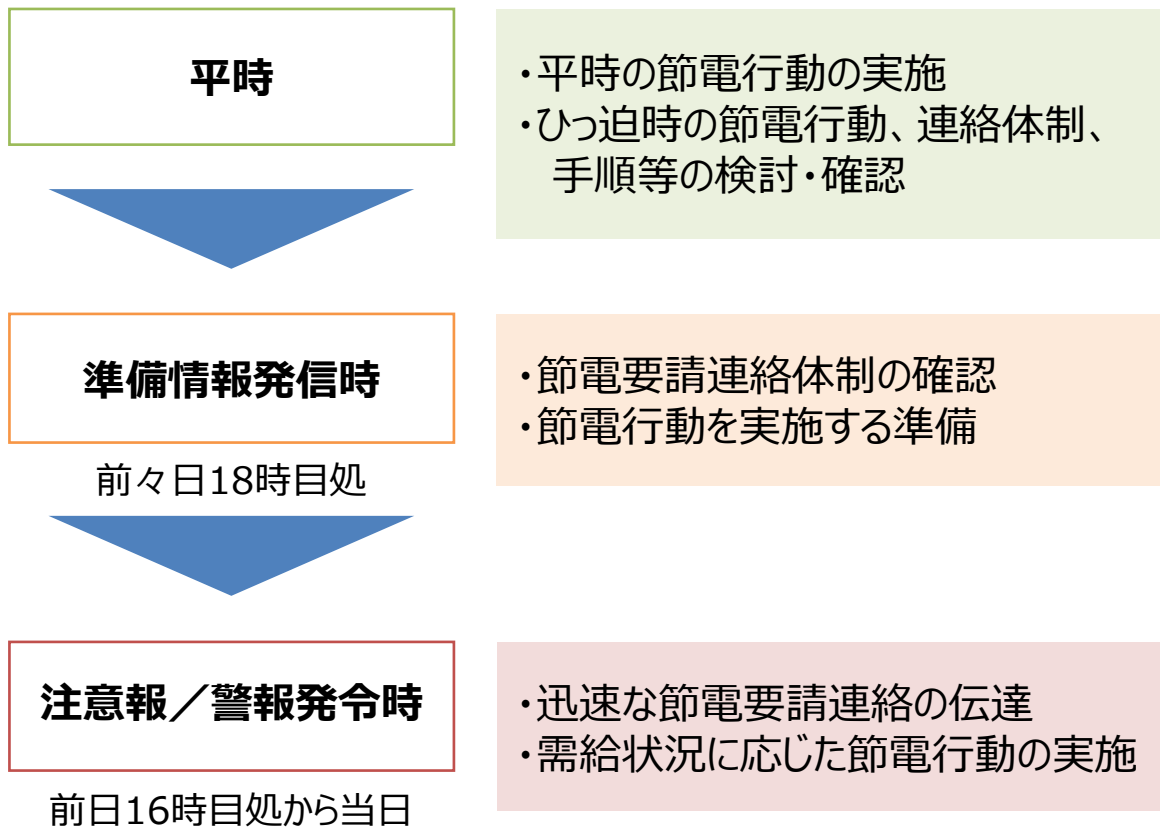 平時
・平時の節電行動の実施
・ひっ迫時の節電行動、連絡体制、
手順等の検討・確認
準備情報発信時
前々日18時目処
・節電要請連絡体制の確認
・節電行動を実施する準備
注意報／警報発令時
前日16時目処から当日
・迅速な節電要請連絡の伝達
・需給状況に応じた節電行動の実施